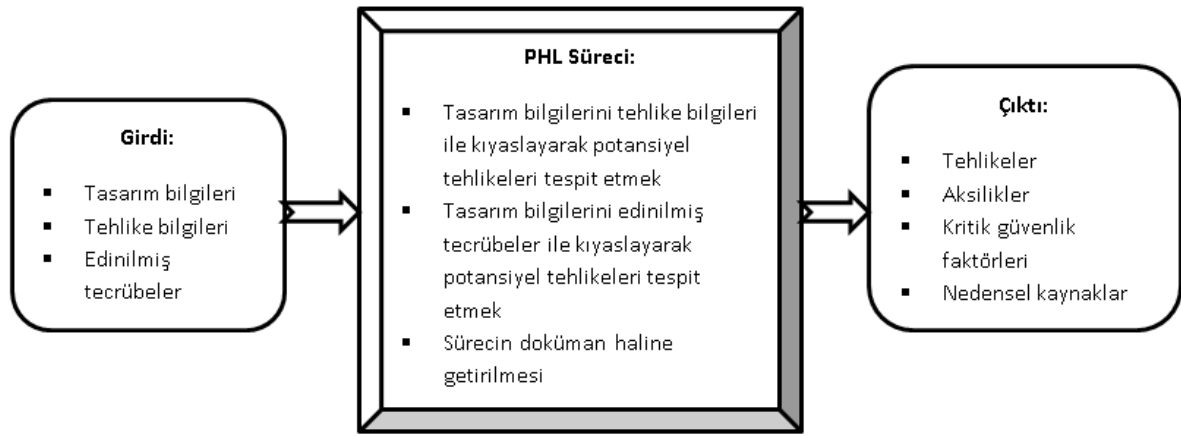 Girdi:
▪ Tasarım bilgileri
▪ Tehlike bilgileri
▪ Edinilmiş
tecrübeler
PHL Süreci:
▪ Tasarım bilgilerini tehlike bilgileri
ile kıyaslayarak potansiyel
tehlikeleri tespit etmek
▪ Tasarım bilgilerini edinilmiş
tecrübeler ile kıyaslayarak
potansiyel tehlikeleri tespit
etmek
▪ Sürecin doküman haline
getirilmesi
Çıktı:
▪ Tehlikeler
▪ Aksilikler
▪ Kritik güvenlik
faktörleri
▪ Nedensel kaynaklar